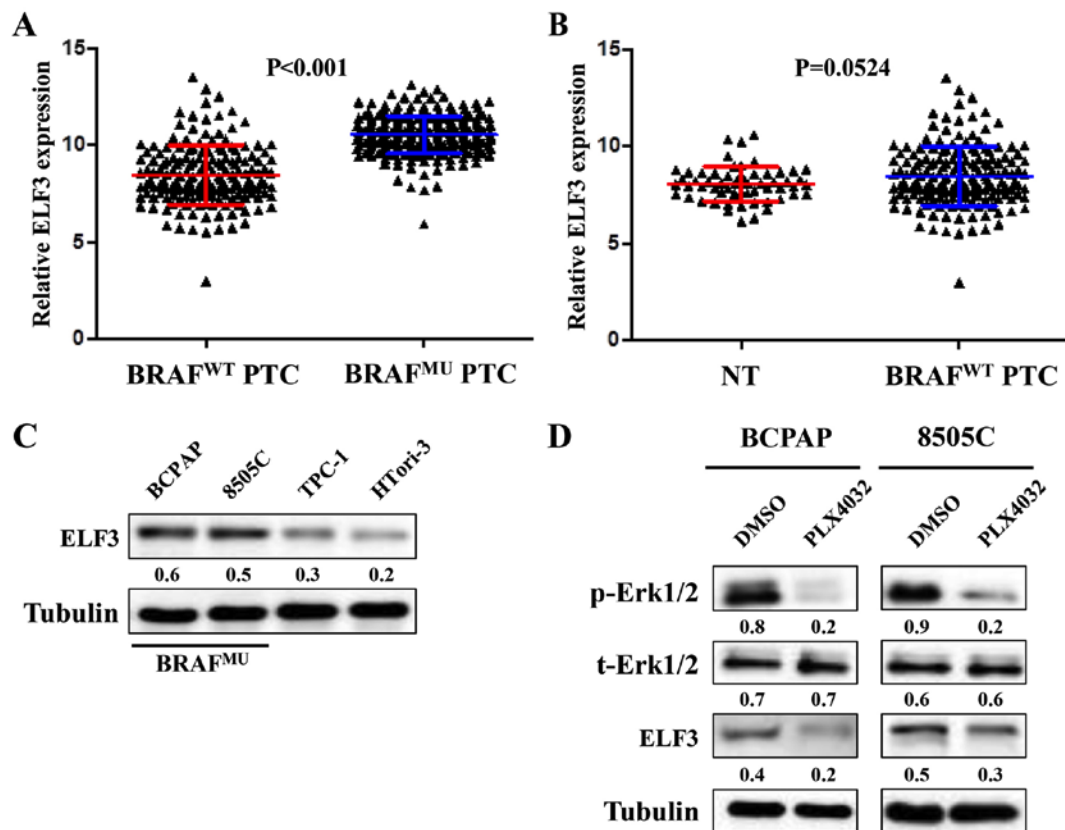 A
P<0.001
Relative ELF3 expression
15
10
5
0
BRAFWT PTC
BRAFMU PTC
B
P=0.0524
Relative ELF3 expression
15
10
5
0
NT
BRAFWT PTC
C
BCPAP 8505C TPC-1 HTori-3
ELF3
0.6 0.5 0.3 0.2
Tubulin
BRAFMU
D
BCPAP 8505C
DMSO PLX4032 DMSO PLX4032
p-Erk1/2
0.8 0.2 0.9 0.2
t-Erk1/2
0.7 0.7 0.6 0.6
ELF3
0.4 0.2 0.5 0.3
Tubulin